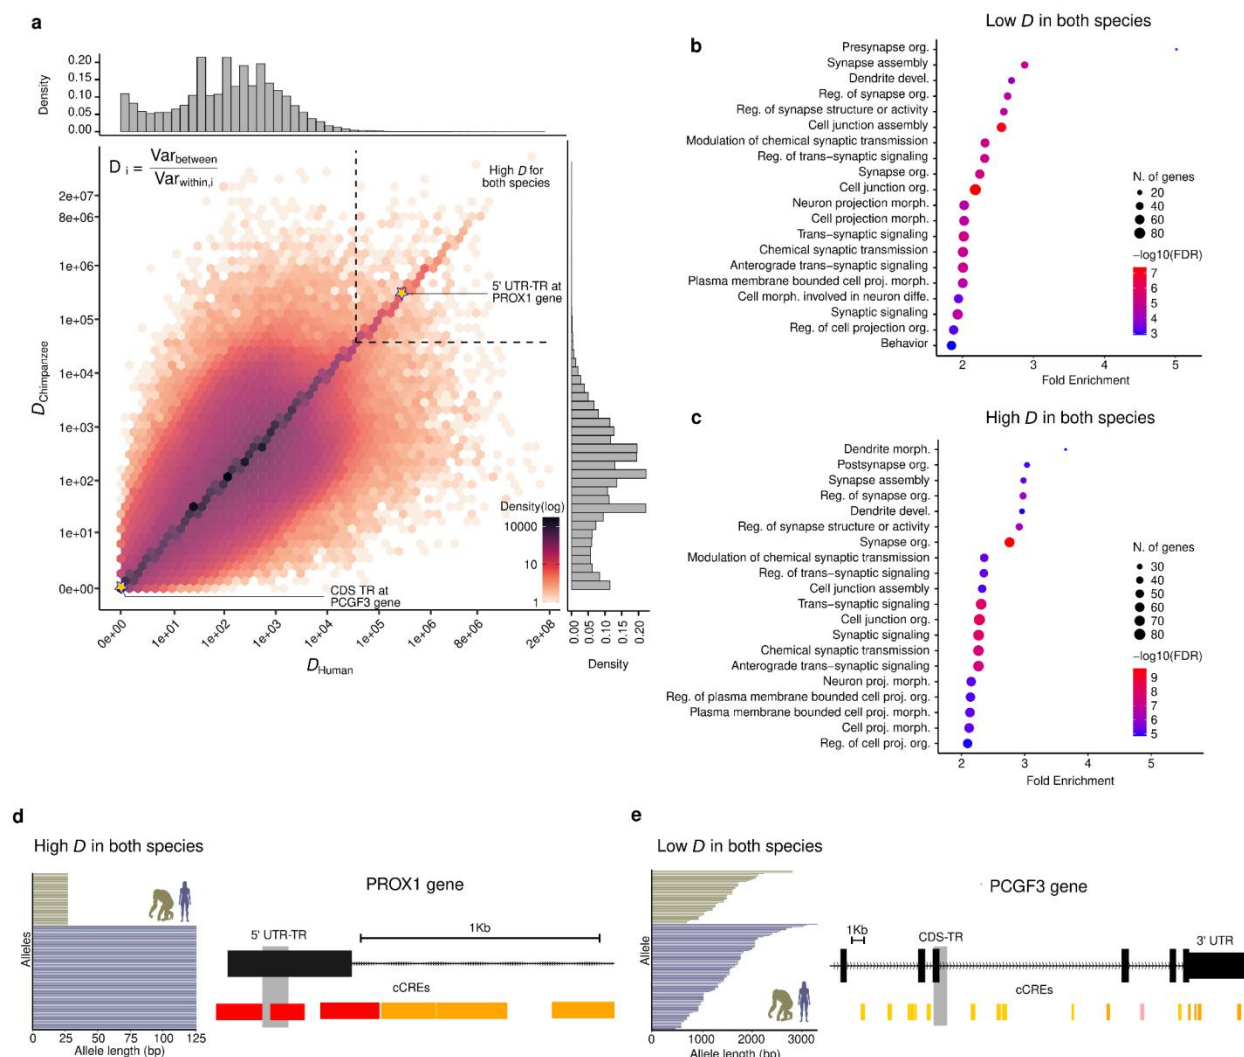 a
Density
0.20
0.15
0.10
0.05
0.00
D i = Varbetween
Varwithin,i
High D for
both species
2e+07
8e+06
1e+06
1e+05
1e+04
1e+03
1e+02
1e+01
0e+00
DChimpanzee
5' UTR-TR at
PROX1 gene
Density(log)
10000
1000
10
1
CDS TR at
PCGF3 gene
0e+00 1e+01 1e+02 1e+03 1e+04 1e+05 1e+06 8e+06 2e+08
DHuman
0.00 0.05 0.10 0.15 0.20
Density
Low D in both species
b
Presynapse org.
Synapse assembly
Dendrite devel.
Reg. of synapse org.
Reg. of synapse structure or activity
Cell junction assembly
Modulation of chemical synaptic transmission
Reg. of trans−synaptic signaling
Synapse org.
Cell junction org.
Neuron projection morph.
Cell projection morph.
Trans−synaptic signaling
Chemical synaptic transmission
Anterograde trans−synaptic signaling
Plasma membrane bounded cell proj. morph.
Cell morph. involved in neuron diffe.
Synaptic signaling
Reg. of cell projection org.
Behavior
N. of genes
20
40
60
80
−log10(FDR)
7
6
5
4
3
2 3 4 5
Fold Enrichment
c
High D in both species
Dendrite morph.
Postsynapse org.
Synapse assembly
Reg. of synapse org.
Dendrite devel.
Reg. of synapse structure or activity
Synapse org.
Modulation of chemical synaptic transmission
Reg. of trans−synaptic signaling
Cell junction assembly
Trans−synaptic signaling
Cell junction org.
Synaptic signaling
Chemical synaptic transmission
Anterograde trans−synaptic signaling
Neuron proj. morph.
Reg. of plasma membrane bounded cell proj. org.
Plasma membrane bounded cell proj. morph.
Cell proj. morph.
Reg. of cell proj. org.
N. of genes
30
40
50
60
70
80
−log10(FDR)
9
8
7
6
5
2 3 4 5
Fold Enrichment
d
High D in both species
PROX1 gene
Alleles
0 25 50 75 100 125
Allele length (bp)
5' UTR-TR
1Kb
cCREs
e
Low D in both species
PCGF3 gene
Allele
0 1000 2000 3000
Allele length (bp)
1Kb
CDS-TR
3' UTR
cCREs